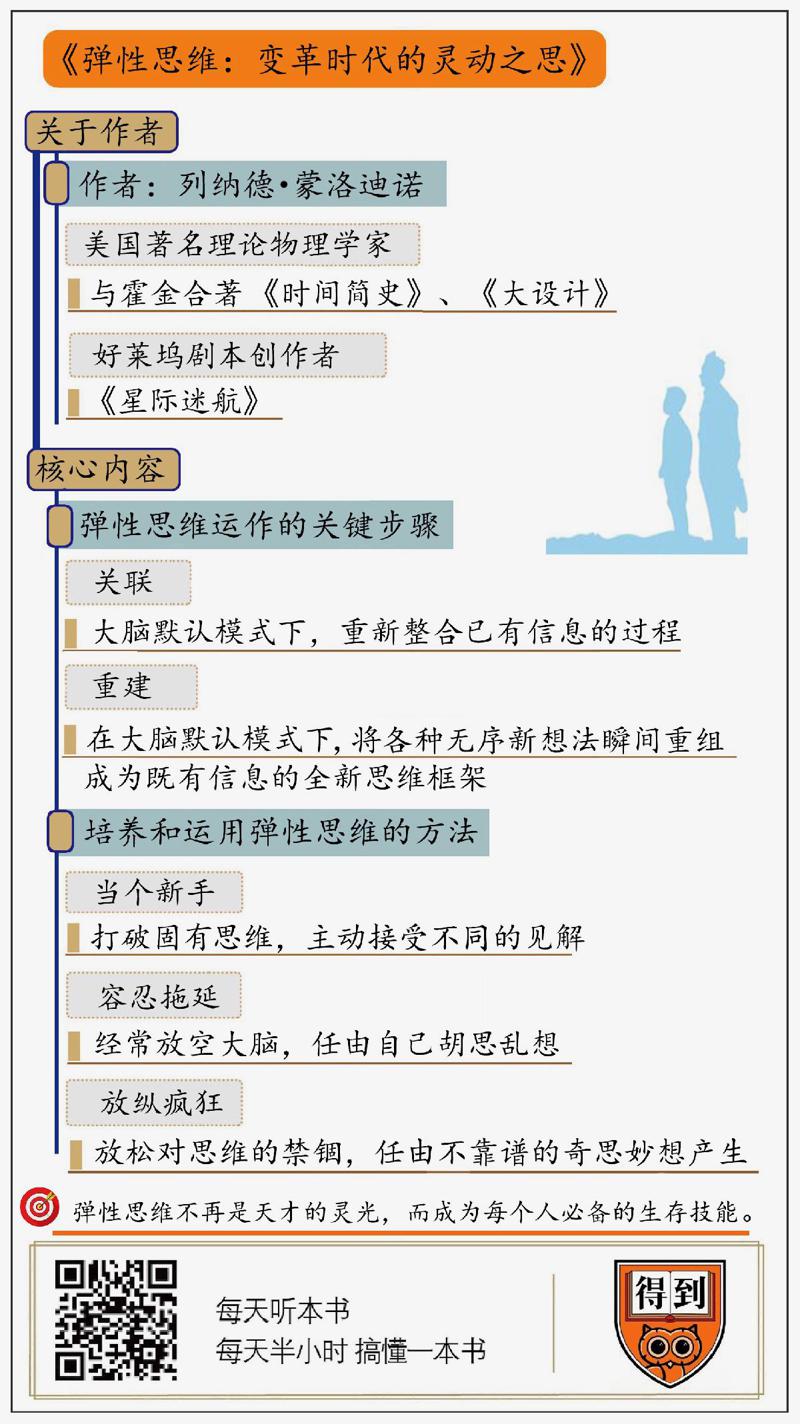 《弹性思维：变革时代的灵动之思》
关于作者
作者：列纳德·蒙洛迪诺
美国著名理论物理学家
与霍金合著《时间简史》、《大设计》
好莱坞剧本创作者
《星际迷航》
核心内容
弹性思维运作的关键步骤
关联
大脑默认模式下，重新整合已有信息的过程
重建
在大脑默认模式下,将各种无序新想法瞬间重组
成为既有信息的全新思维框架
培养和运用弹性思维的方法
当个新手
打破固有思维，主动接受不同的见解
容忍拖延
经常放空大脑，任由自己胡思乱想
放纵疯狂
放松对思维的禁锢，任由不靠谱的奇思妙想产生
弹性思维不再是天才的灵光，而成为每个人必备的生存技能。
每天听本书
每天半小时 搞懂一本书
得到